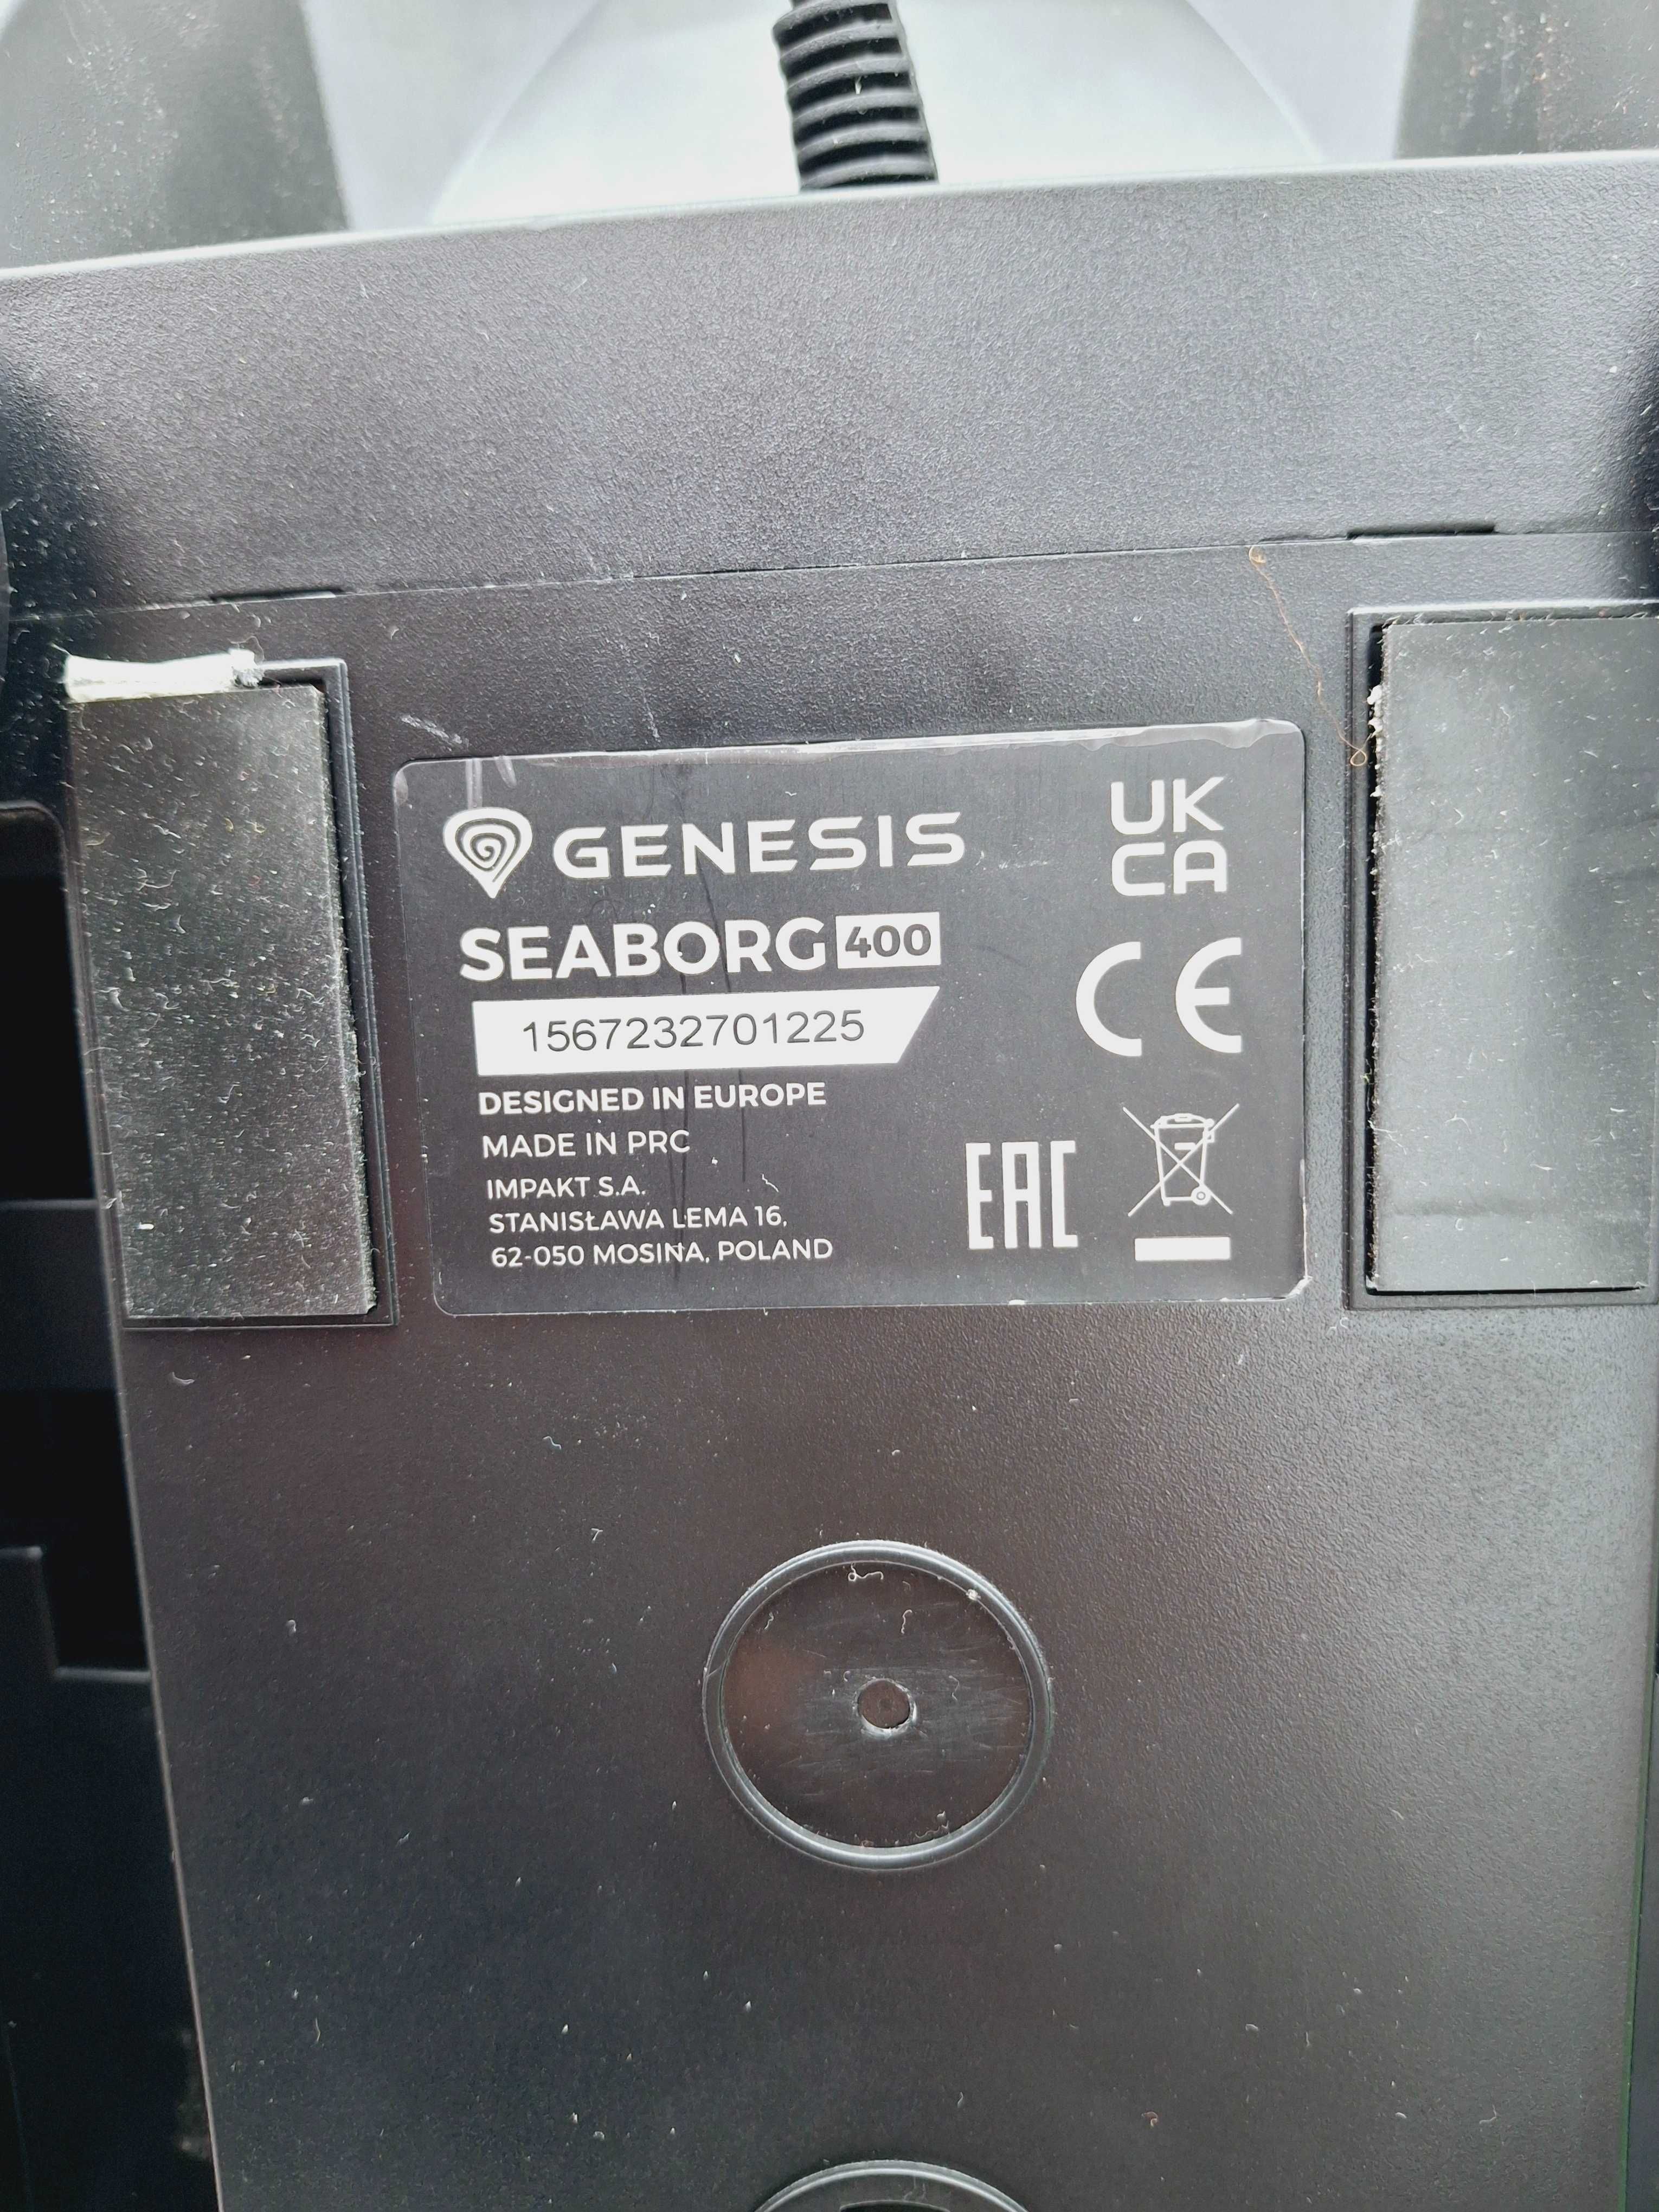 GENESIS
SEABORG 400
1567232701225
DESIGNED IN EUROPE
MADE IN PRC
IMPAKT S.A.
STANISŁAWA LEMA 16,
62-050 MOSINA, POLAND
UK
CA
CE
EAC